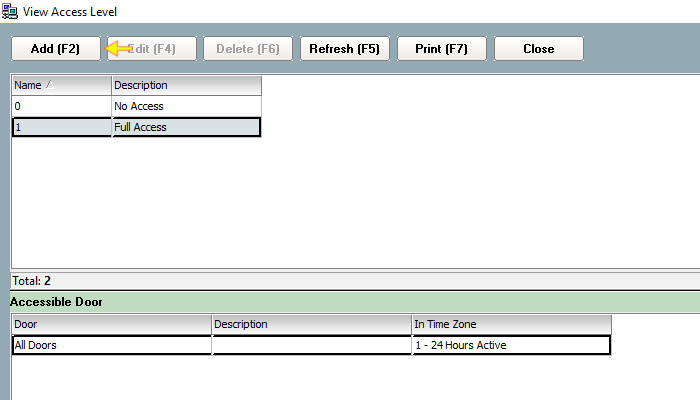 View Access Level
Add (F2) Edit (F4) Delete (F6) Refresh (F5) Print (F7) Close
Name Description
0 No Access
1 Full Access
Total: 2
Accessible Door
Door Description In Time Zone
All Doors 1 - 24 Hours Active